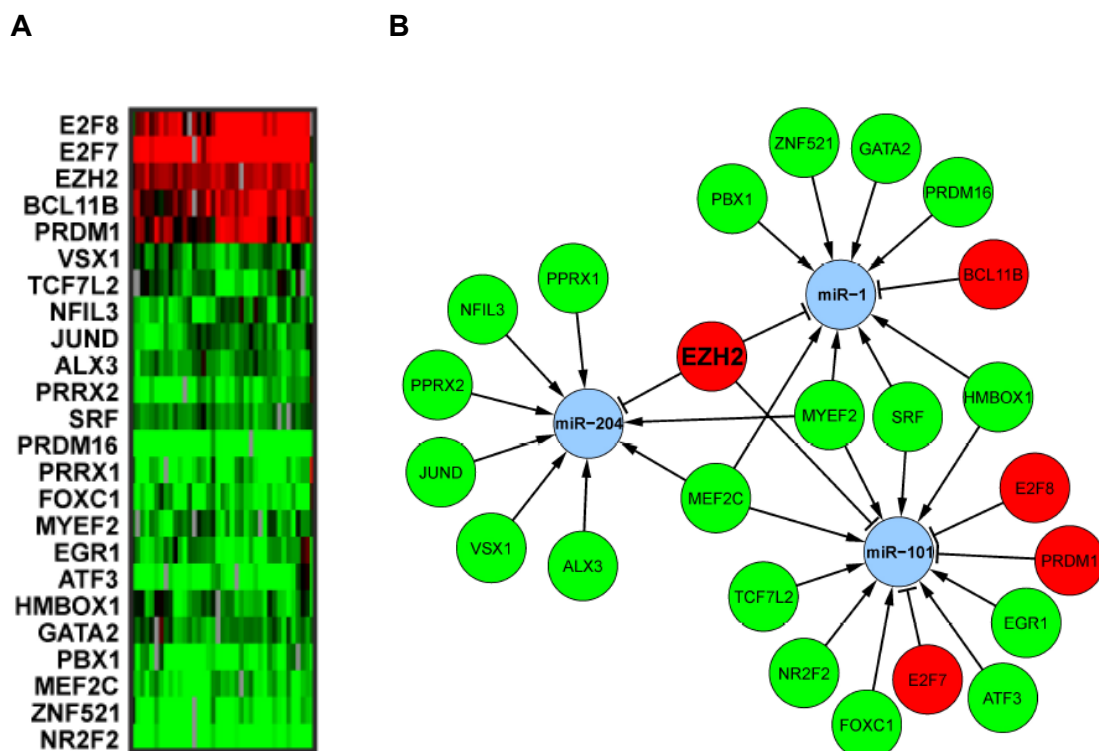 A
B
E2F8
E2F7
EZH2
BCL11B
PRDM1
VSX1
TCF7L2
NFIL3
JUND
ALX3
PRRX2
SRF
PRDM16
PRRX1
FOXC1
MYEF2
EGR1
ATF3
HMBOX1
GATA2
PBX1
MEF2C
ZNF521
NR2F2
ZNF521
GATA2
PBX1
PRDM16
BCL11B
miR-1
PPRX1
NFIL3
EZH2
PPRX2
miR-204
MYEF2
SRF
HMBOX1
JUND
MEF2C
E2F8
VSX1
ALX3
miR-101
PRDM1
TCF7L2
EGR1
NR2F2
E2F7
ATF3
FOXC1